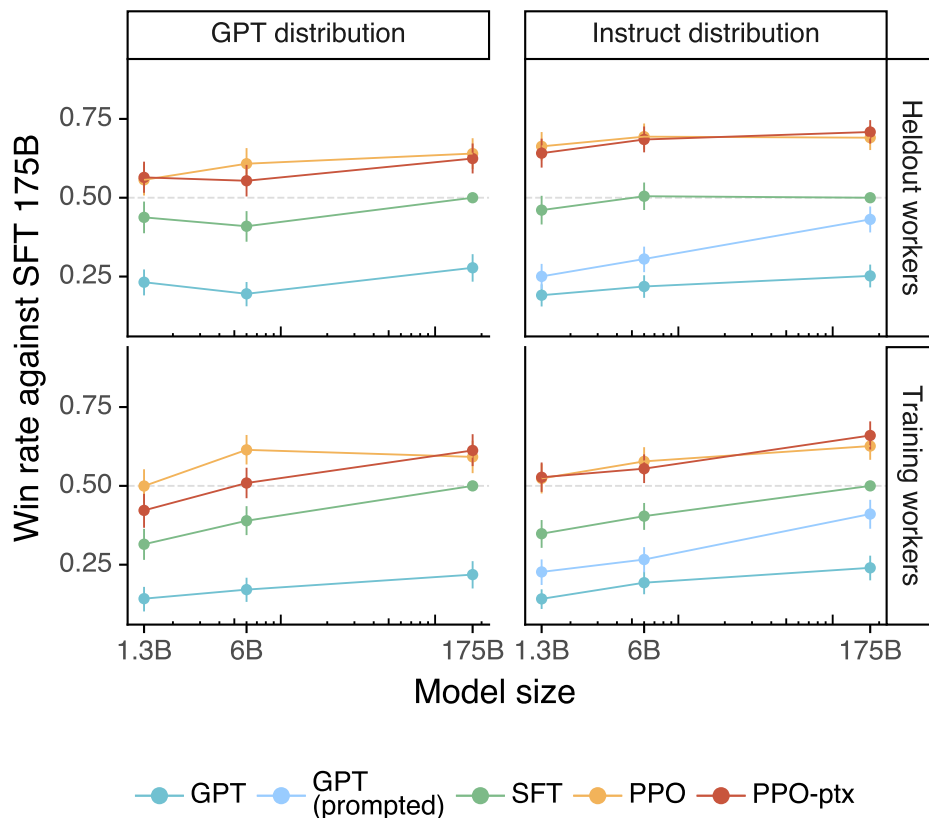 GPT distribution
Instruct distribution
Win rate against SFT 175B
0.75
0.50
0.25
Heldout workers
0.75
0.50
0.25
Training workers
1.3B
6B
175B
1.3B
6B
175B
Model size
GPT
GPT
(prompted)
SFT
PPO
PPO-ptx